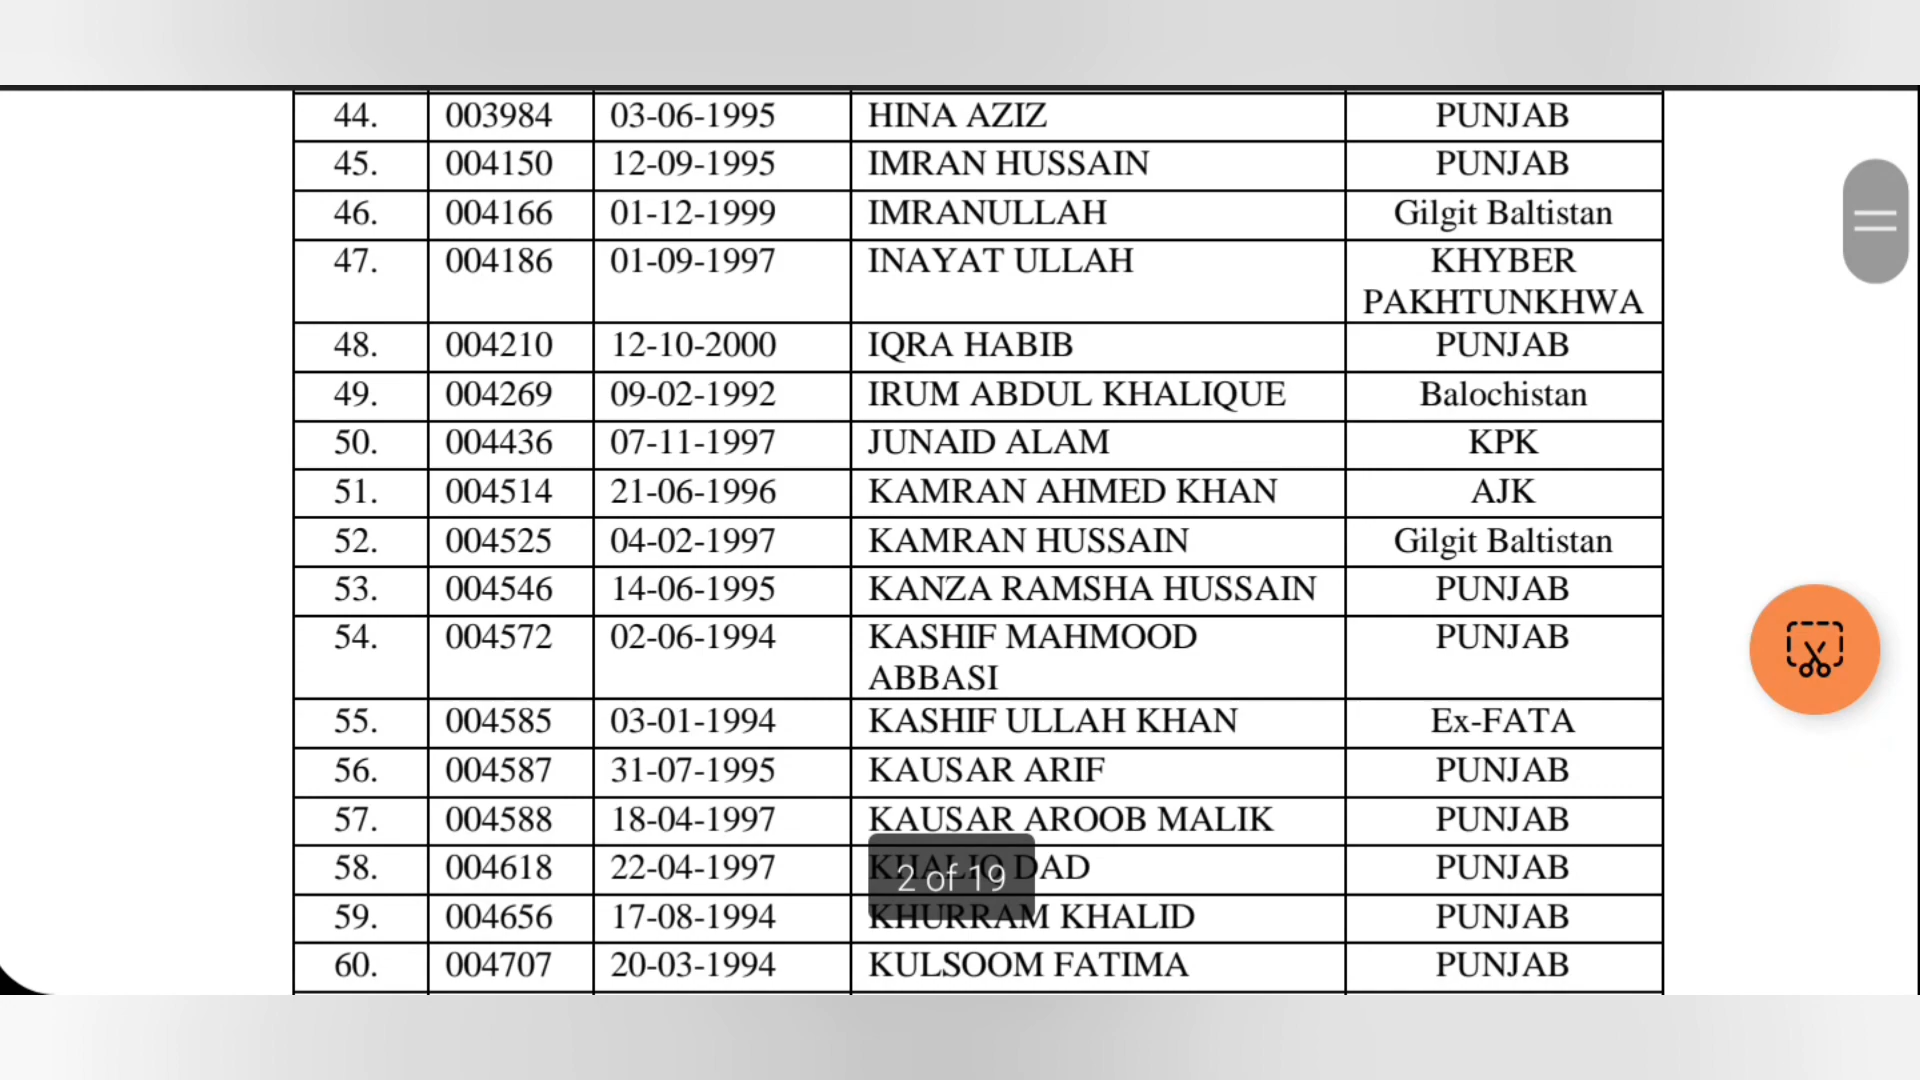 44. 003984 03-06-1995 HINA AZIZ PUNJAB
45. 004150 12-09-1995 IMRAN HUSSAIN PUNJAB
46. 004166 01-12-1999 IMRANULLAH Gilgit Baltistan
47. 004186 01-09-1997 INAYAT ULLAH KHYBER
PAKHTUNKHWA
48. 004210 12-10-2000 IQRA HABIB PUNJAB
49. 004269 09-02-1992 IRUM ABDUL KHALIQUE Balochistan
50. 004436 07-11-1997 JUNAID ALAM KPK
51. 004514 21-06-1996 KAMRAN AHMED KHAN AJK
52. 004525 04-02-1997 KAMRAN HUSSAIN Gilgit Baltistan
53. 004546 14-06-1995 KANZA RAMSHA HUSSAIN PUNJAB
54. 004572 02-06-1994 KASHIF MAHMOOD PUNJAB
ABBASI
55. 004585 03-01-1994 KASHIF ULLAH KHAN Ex-FATA
56. 004587 31-07-1995 KAUSAR ARIF PUNJAB
57. 004588 18-04-1997 KAUSAR AROOB MALIK PUNJAB
58. 004618 22-04-1997 KHALIQ DAD PUNJAB
2 of 19
59. 004656 17-08-1994 KHURRAM KHALID PUNJAB
60. 004707 20-03-1994 KULSOOM FATIMA PUNJAB